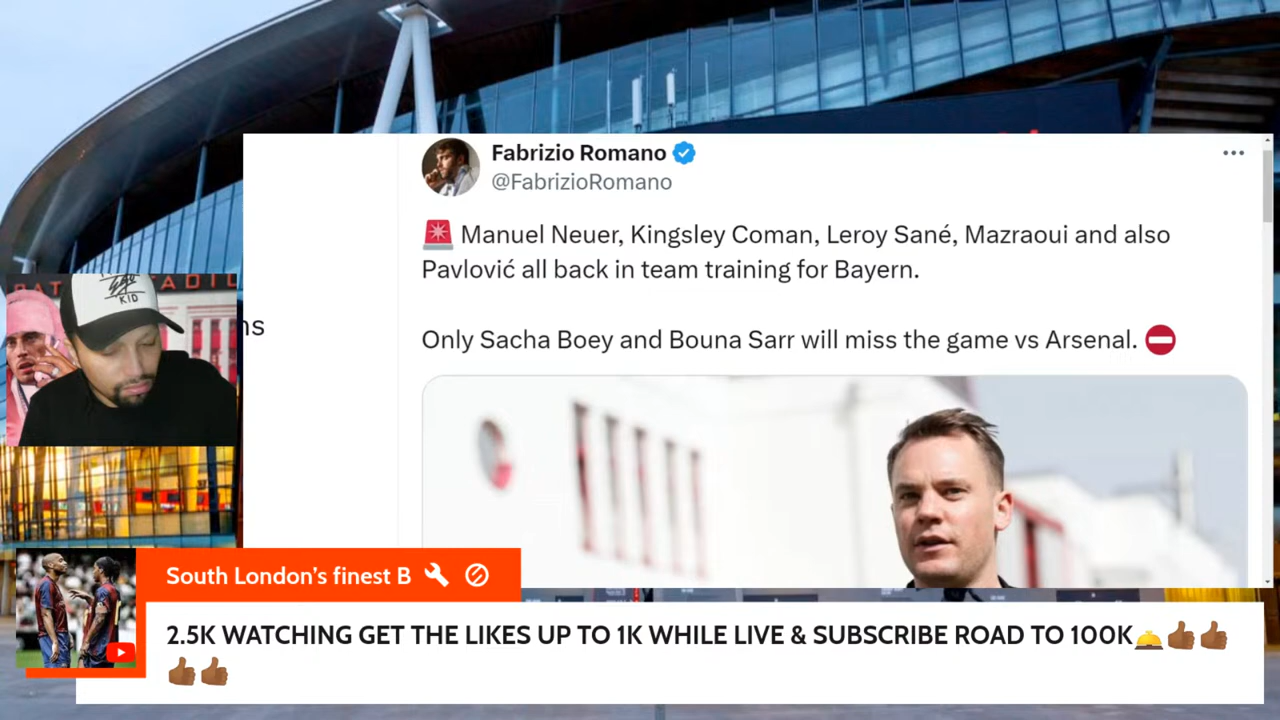 Fabrizio Romano
@FabrizioRomano
🚨 Manuel Neuer, Kingsley Coman, Leroy Sané, Mazraoui and also
Pavlović all back in team training for Bayern.
Only Sacha Boey and Bouna Sarr will miss the game vs Arsenal. ⛔
KID
ns
South London's finest B
2.5K WATCHING GET THE LIKES UP TO 1K WHILE LIVE & SUBSCRIBE ROAD TO 100K🛎️👍🏾👍🏾
👍🏾👍🏾